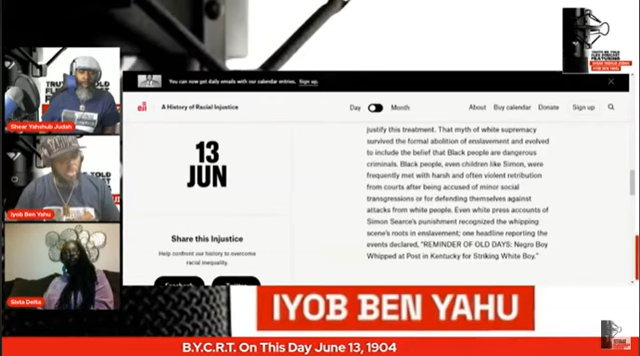 You can now get daily emails with our calendar entries. Sign up.
eji
A History of Racial Injustice
Day
Month
About
Buy calendar
Donate
Sign up
13
JUN
Share this Injustice
Help confront our history to overcome
racial inequality.
justify this treatment. That myth of white supremacy
survived the formal abolition of enslavement and evolved
to include the belief that Black people are dangerous
criminals. Black people, even children like Simon, were
frequently met with harsh and often violent retribution
from courts after being accused of minor social
transgressions or for defending themselves against
attacks from white people. Even white press accounts of
Simon Searce's punishment recognized the whipping
scene's roots in enslavement; one headline reporting the
events declared, "REMINDER OF OLD DAYS: Negro Boy
Whipped at Post in Kentucky for Striking White Boy."
Shear Yahshub Judah
Iyob Ben Yahu
Sista Delta
IYOB BEN YAHU
B.Y.C.R.T. On This Day June 13, 1904